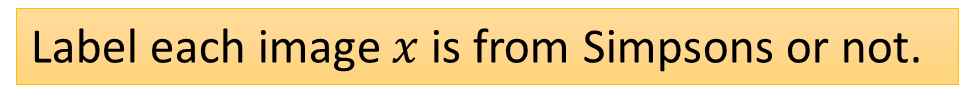 Label each image 𝑥 is from Simpsons or not.